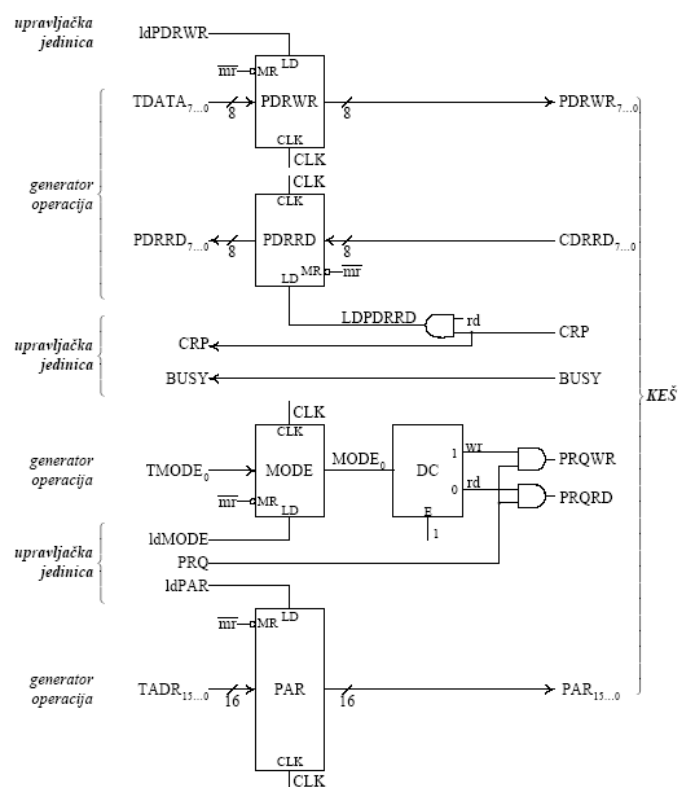 upravljačka
jedinica
ldPDRWR
LD
mr
MR
TDATA7...0
8
PDRWR
8
PDRWR7...0
CLK
CLK
generator
operacija
CLK
CLK
PDRRD7...0
8
PDRRD
8
CDRRD7...0
MR
mr
LD
LDPDRRD
rd
CRP
upravljačka
jedinica
CRP
BUSY
BUSY
KEŠ
CLK
CLK
generator
operacija
TMODE0
MODE
MODE0
DC
1
wr
PRQWR
0
rd
PRQRD
mr
MR
LD
E
1
upravljačka
jedinica
ldMODE
PRQ
ldPAR
mr
MR
LD
generator
operacija
TADR15...0
16
PAR
16
PAR15...0
CLK
CLK